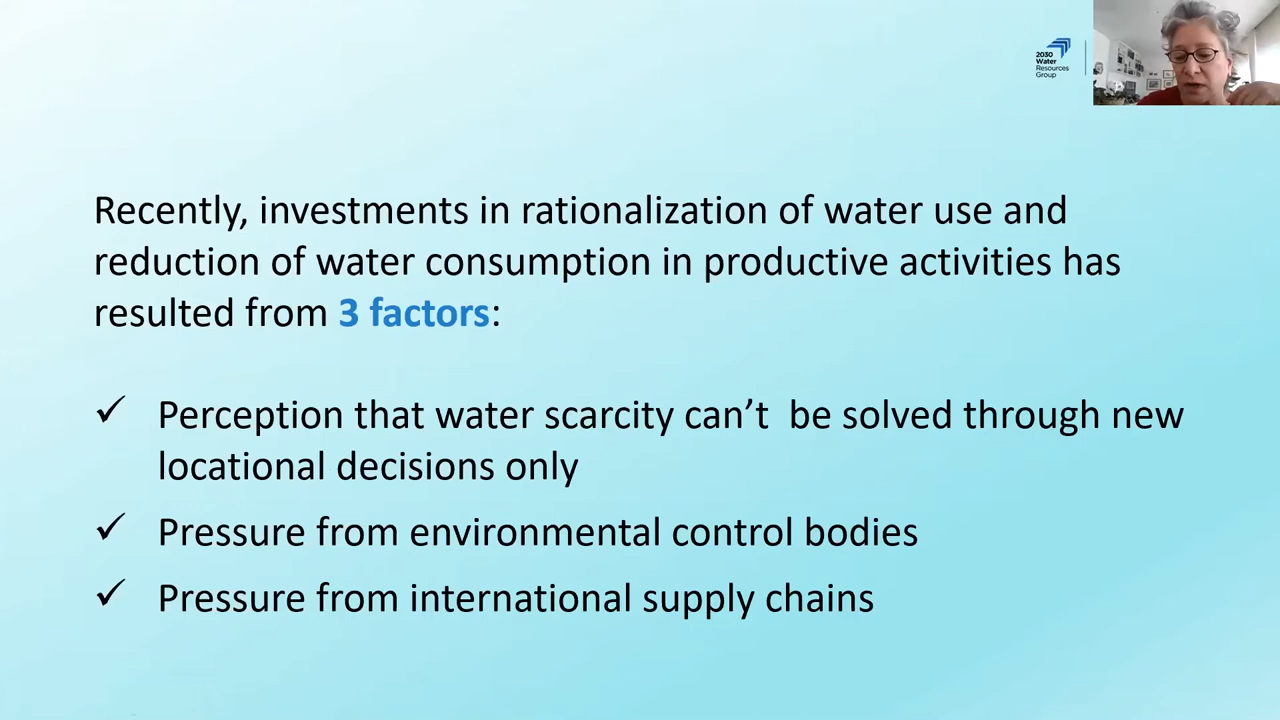 2030
Water
Resources
Group
Recently, investments in rationalization of water use and
reduction of water consumption in productive activities has
resulted from 3 factors:
✓ Perception that water scarcity can’t  be solved through new
locational decisions only
✓ Pressure from environmental control bodies
✓ Pressure from international supply chains